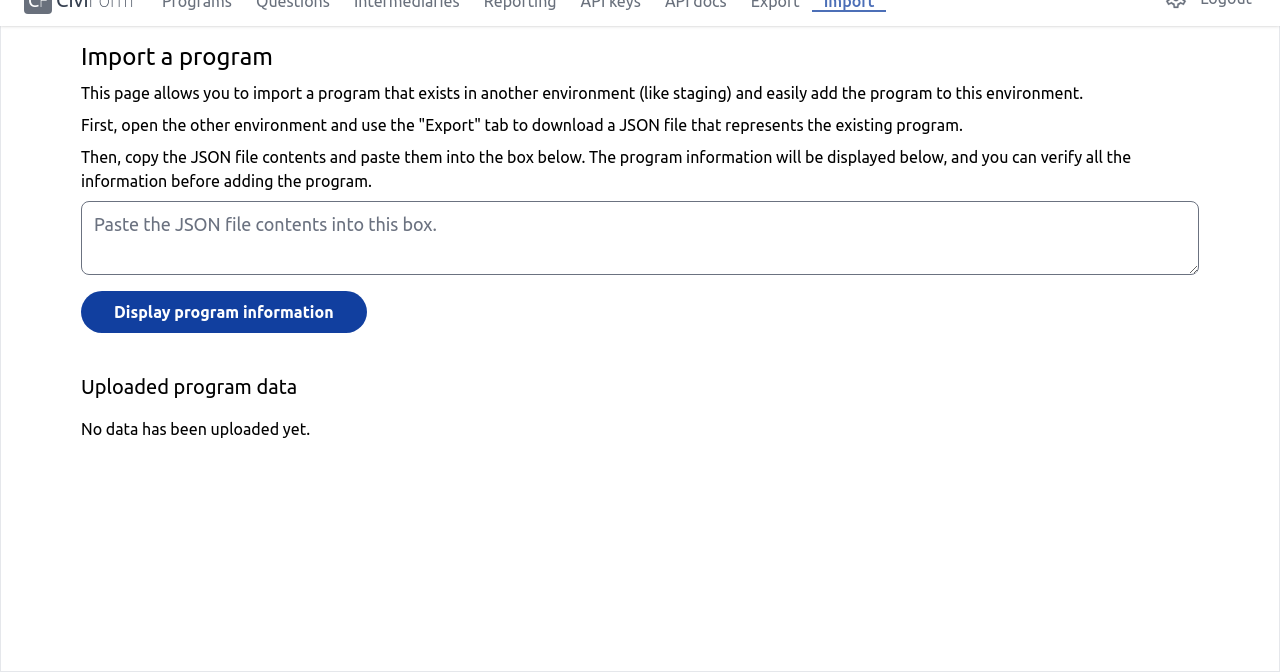 CF CiviForm Programs Questions Intermediaries Reporting API keys API docs Export Import Logout
Import a program
This page allows you to import a program that exists in another environment (like staging) and easily add the program to this environment.
First, open the other environment and use the "Export" tab to download a JSON file that represents the existing program.
Then, copy the JSON file contents and paste them into the box below. The program information will be displayed below, and you can verify all the
information before adding the program.
Paste the JSON file contents into this box.
Display program information
Uploaded program data
No data has been uploaded yet.